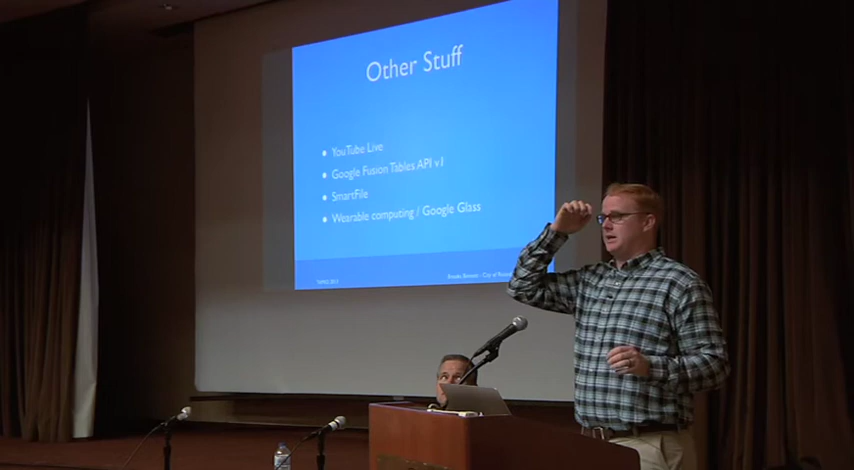 Other Stuff
• YouTube Live
• Google Fusion Tables API v1
• SmartFile
• Wearable computing / Google Glass